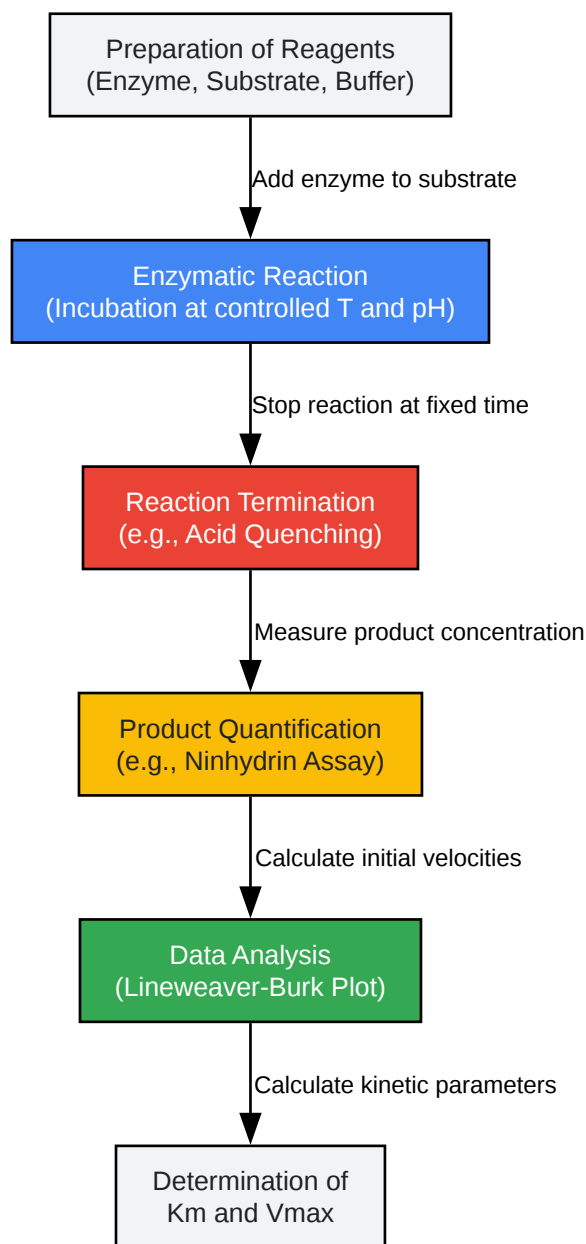 Preparation of Reagents
(Enzyme, Substrate, Buffer)
Add enzyme to substrate
Enzymatic Reaction
(Incubation at controlled T and pH)
Stop reaction at fixed time
Reaction Termination
(e.g., Acid Quenching)
Measure product concentration
Product Quantification
(e.g., Ninhydrin Assay)
Calculate initial velocities
Data Analysis
(Lineweaver-Burk Plot)
Calculate kinetic parameters
Determination of
Km and Vmax